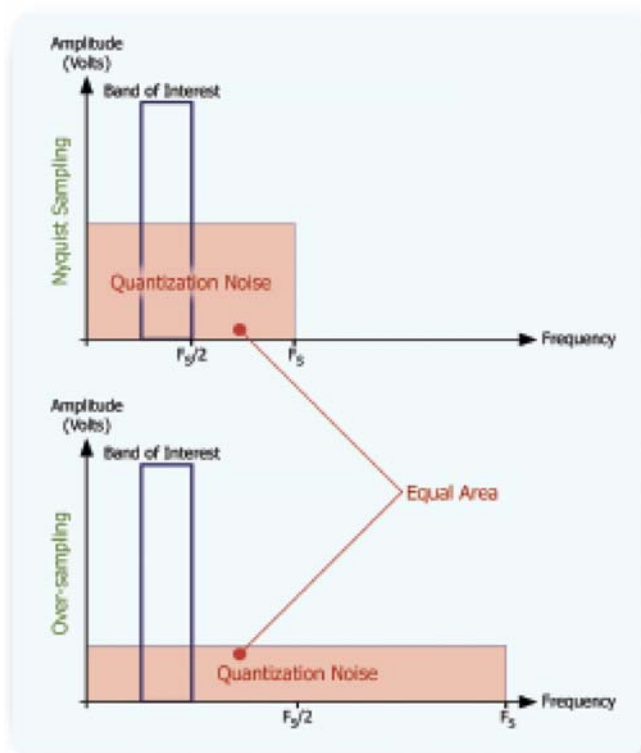 Amplitude
(Volts)
Band of Interest
Nyquist Sampling
Quantization Noise
Frequency
FS/2
FS
Equal Area
Amplitude
(Volts)
Band of Interest
Over-sampling
Quantization Noise
Frequency
FS/2
FS